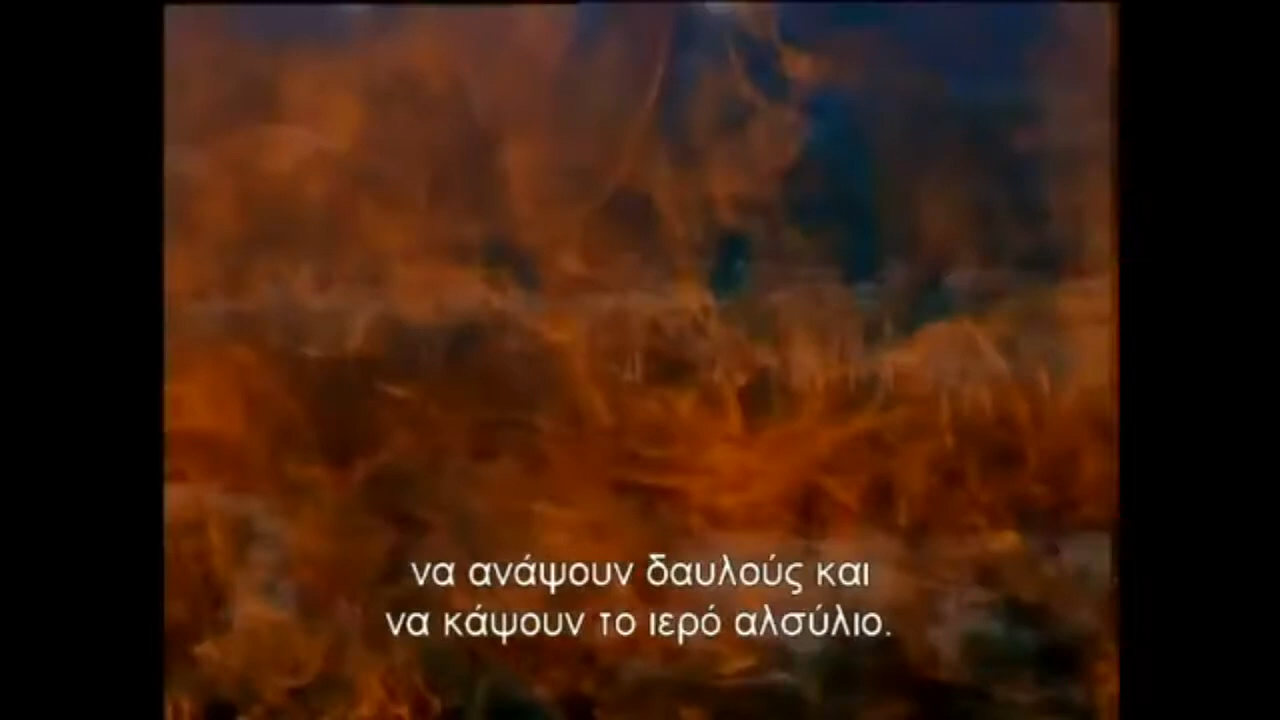 να ανάψουν δαυλούς και
να κάψουν το ιερό αλσύλιο.